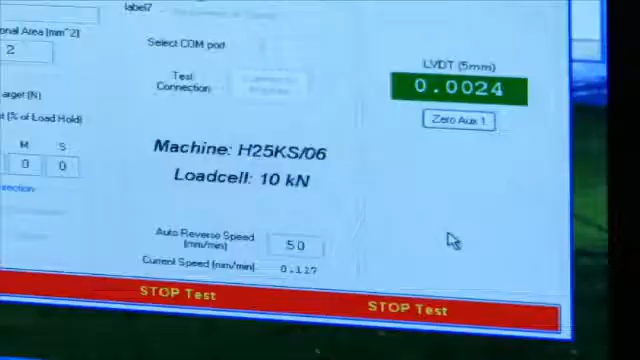 label7
onal Area [mm^2]
2
Select COM port
LVDT (5mm)
0.0024
Test
Connection
Zero Aux 1
arget (N)
t (% of Load Hold)
M S
0 0
Machine: H25KS/06
Loadcell: 10 kN
rection
Auto Reverse Speed
(mm/min)
50
Current Speed (mm/min)
0.117
STOP Test
STOP Test